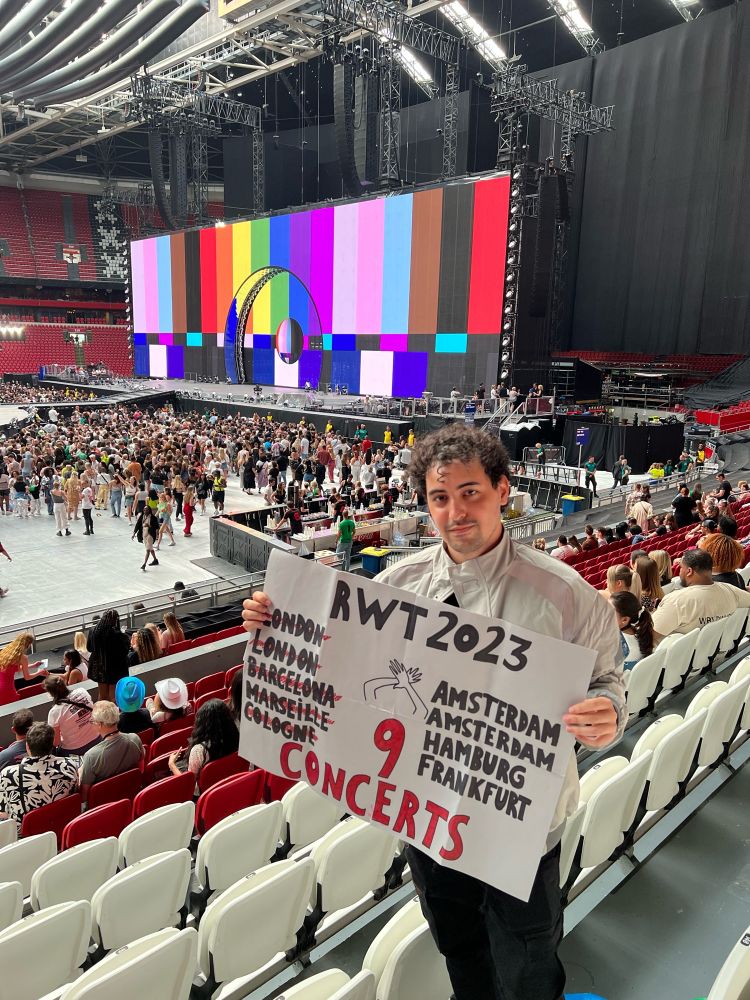 RWT 2023
LONDON
LONDON
BARCELONA
MARSEILLE
COLOGNE
AMSTERDAM
AMSTERDAM
HAMBURG
FRANKFURT
9
CONCERTS